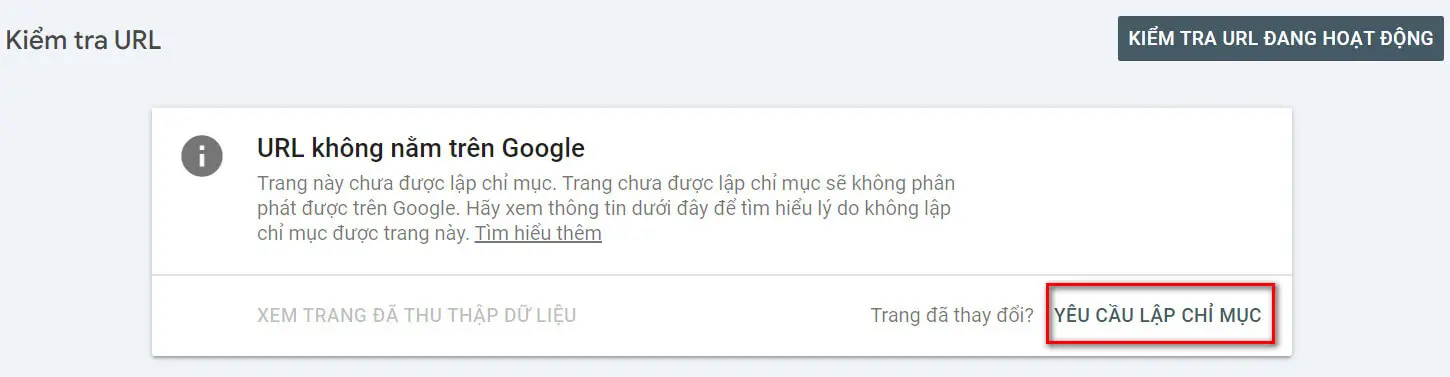 Kiểm tra URL
KIỂM TRA URL ĐANG HOẠT ĐỘNG
URL không nằm trên Google
Trang này chưa được lập chỉ mục. Trang chưa được lập chỉ mục sẽ không phân
phát được trên Google. Hãy xem thông tin dưới đây để tìm hiểu lý do không lập
chỉ mục được trang này. Tìm hiểu thêm
XEM TRANG ĐÃ THU THẬP DỮ LIỆU
Trang đã thay đổi? YÊU CẦU LẬP CHỈ MỤC